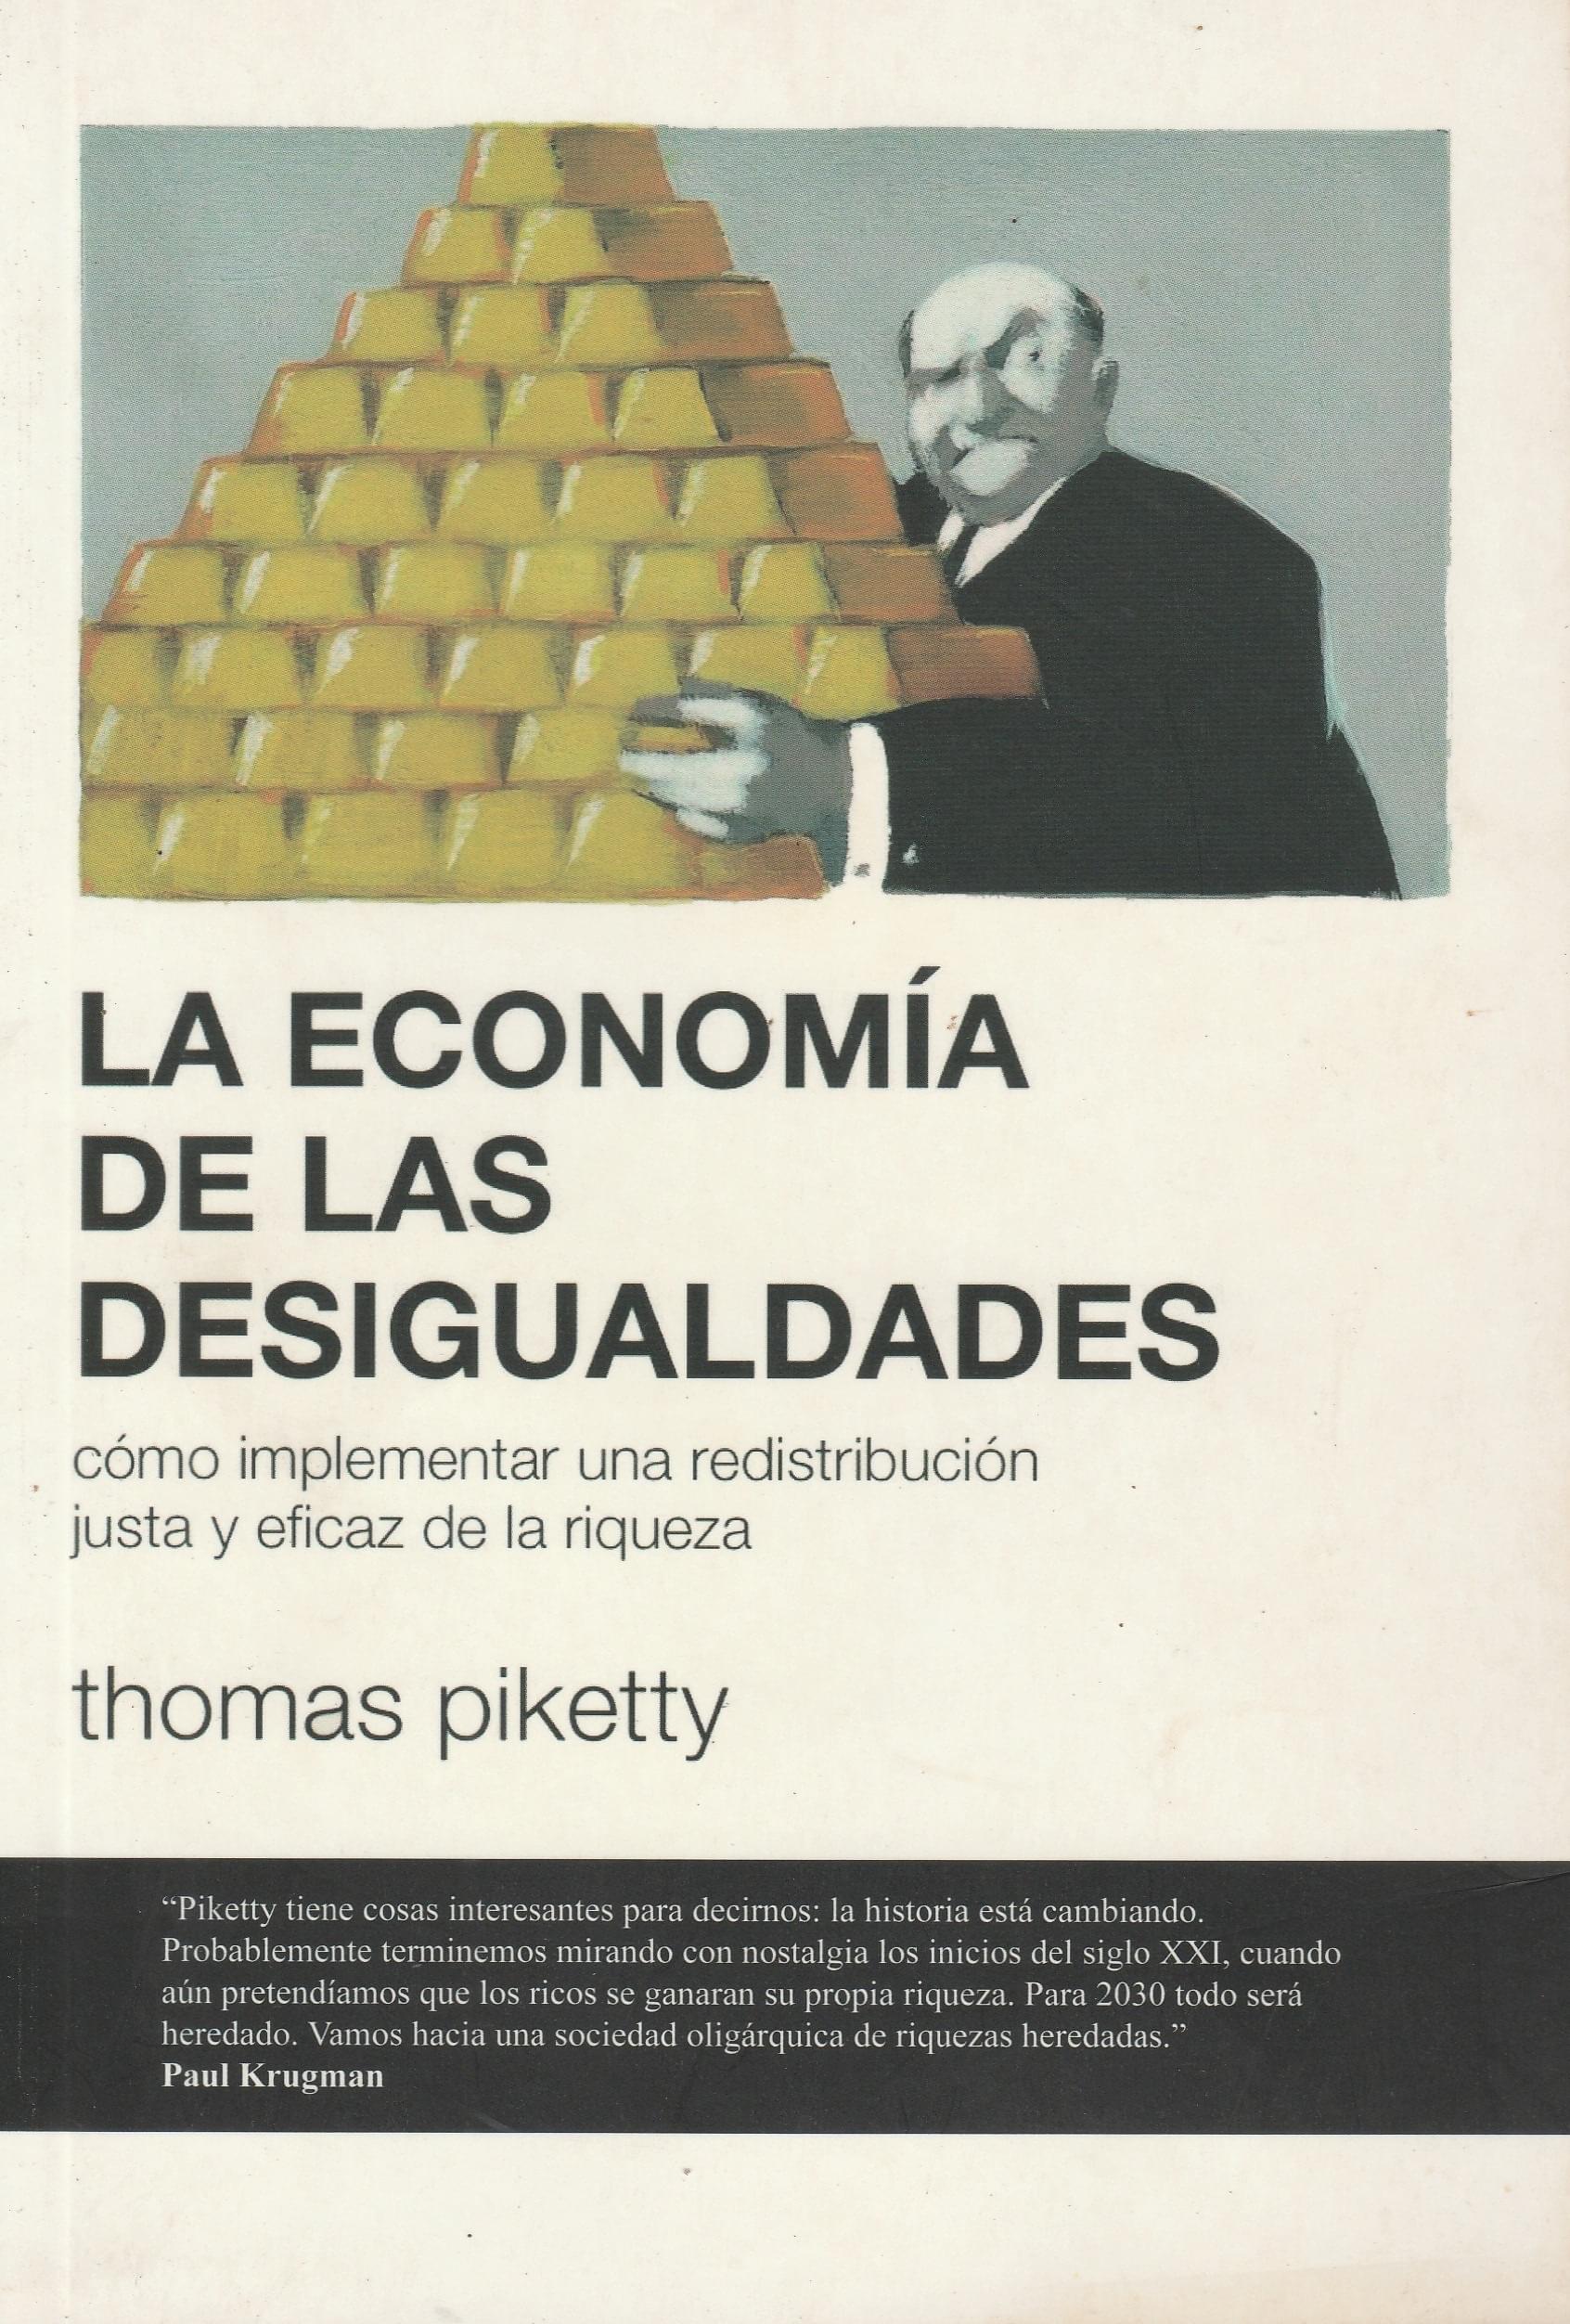 LA ECONOMÍA
DE LAS
DESIGUALDADES
cómo implementar una redistribución
justa y eficaz de la riqueza
thomas piketty
“Piketty tiene cosas interesantes para decirnos: la historia está cambiando.
Probablemente terminemos mirando con nostalgia los inicios del siglo XXI, cuando
aún pretendíamos que los ricos se ganaran su propia riqueza. Para 2030 todo será
heredado. Vamos hacia una sociedad oligárquica de riquezas heredadas.”
Paul Krugman